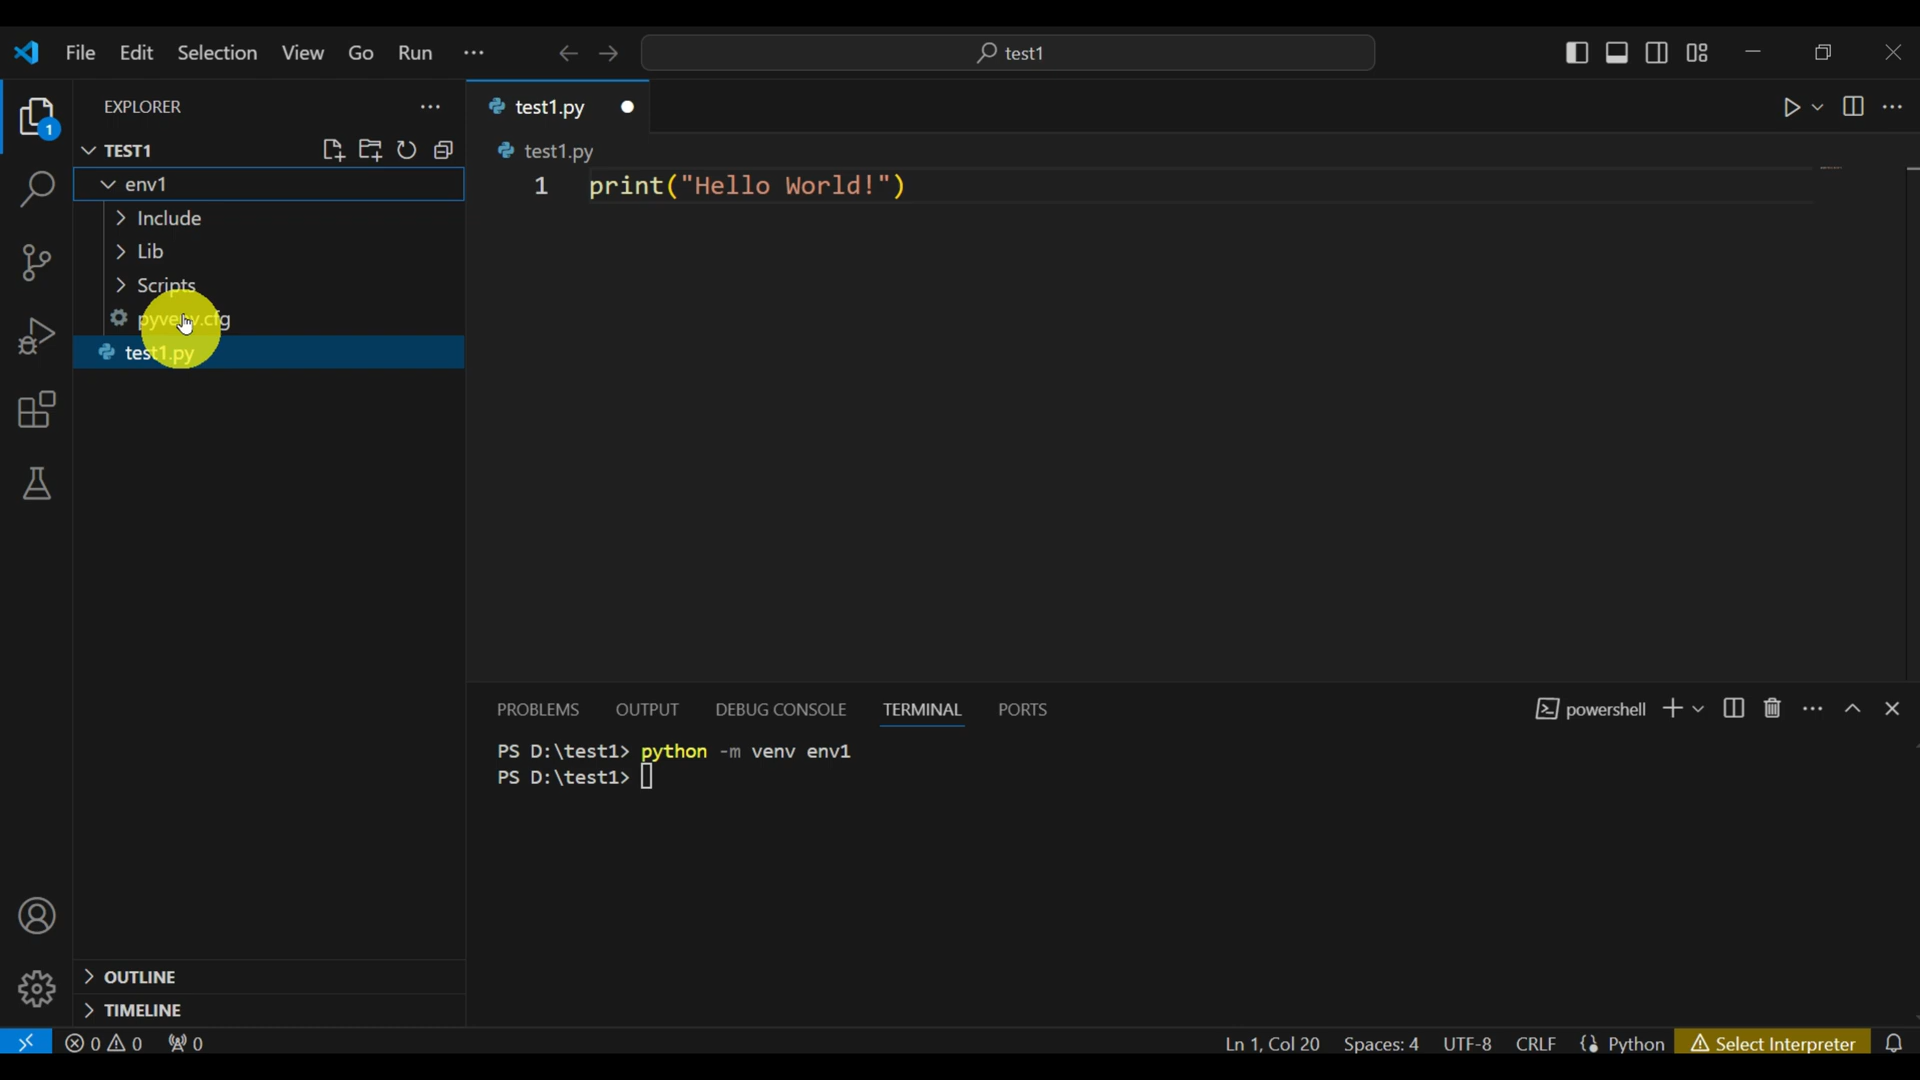 File Edit Selection View Go Run ··· test1
EXPLORER ···
1
TEST1
env1
Include
Lib
Scripts
pyvenv.cfg
test1.py
test1.py
test1.py
1 print("Hello World!")
PROBLEMS OUTPUT DEBUG CONSOLE TERMINAL PORTS powershell
PS D:\test1> python -m venv env1
PS D:\test1>
OUTLINE
TIMELINE
0 0 0 Ln 1, Col 20 Spaces: 4 UTF-8 CRLF Python Select Interpreter